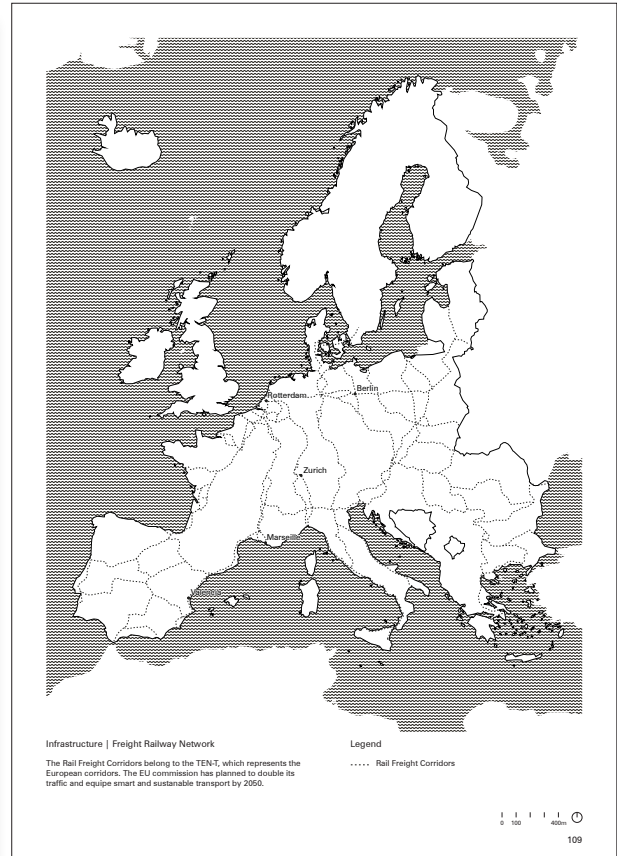 Berlin
Rotterdam
Zurich
Marseille
Valencia
Infrastructure | Freight Railway Network
The Rail Freight Corridors belong to the TEN-T, which represents the
European corridors. The EU commission has planned to double its
traffic and equipe smart and sustanable transport by 2050.
Legend
Rail Freight Corridors
0 100 400m
109